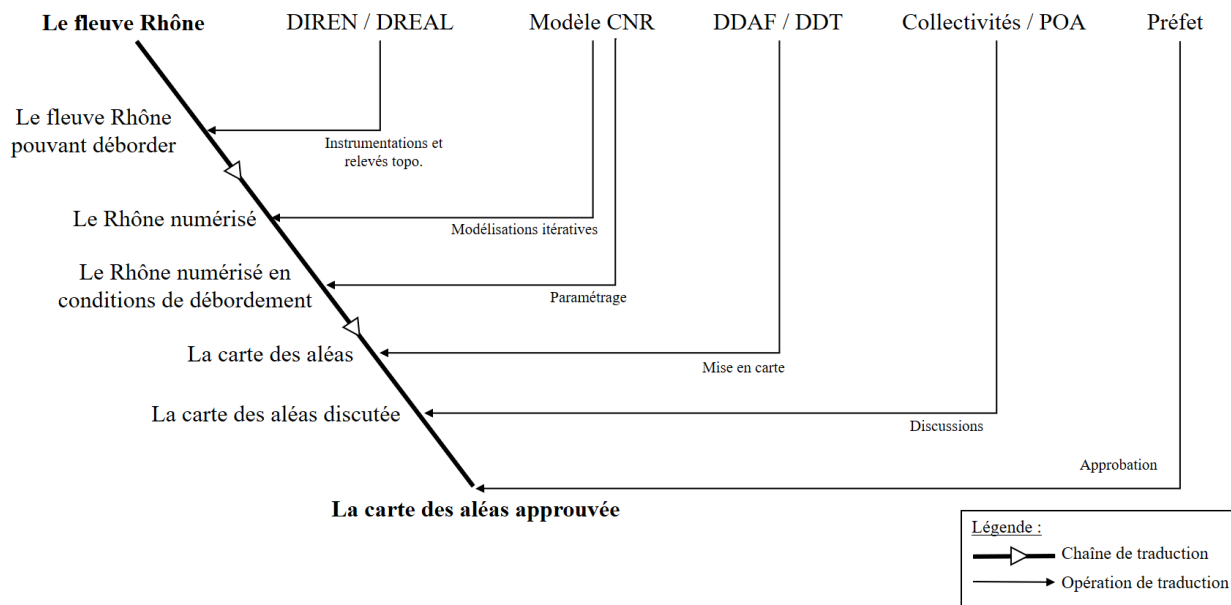 Le fleuve Rhône
DIREN / DREAL
Modèle CNR
DDAF / DDT
Collectivités / POA
Préfet
Le fleuve Rhône
pouvant déborder
Instrumentations et
relevés topo.
Le Rhône numérisé
Modélisations itératives
Le Rhône numérisé en
conditions de débordement
Paramétrage
La carte des aléas
Mise en carte
La carte des aléas discutée
Discussions
Approbation
La carte des aléas approuvée
Légende :
Chaîne de traduction
Opération de traduction